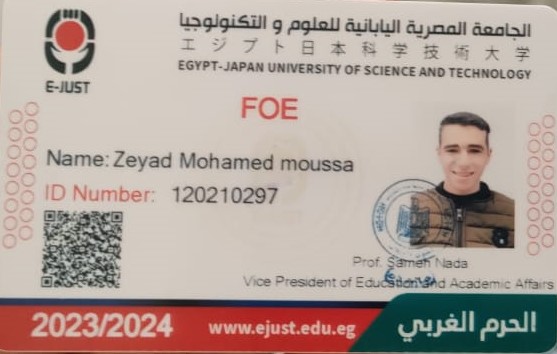 الجامعة المصرية اليابانية للعلوم و التكنولوجيا
エジプト日本科学技術大学
EGYPT-JAPAN UNIVERSITY OF SCIENCE AND TECHNOLOGY
E-JUST
FOE
Name: Zeyad Mohamed moussa
ID Number: 120210297
Prof. Sameh Nada
Vice President of Education and Academic Affairs
2023/2024
www.ejust.edu.eg
الحرم الغربي